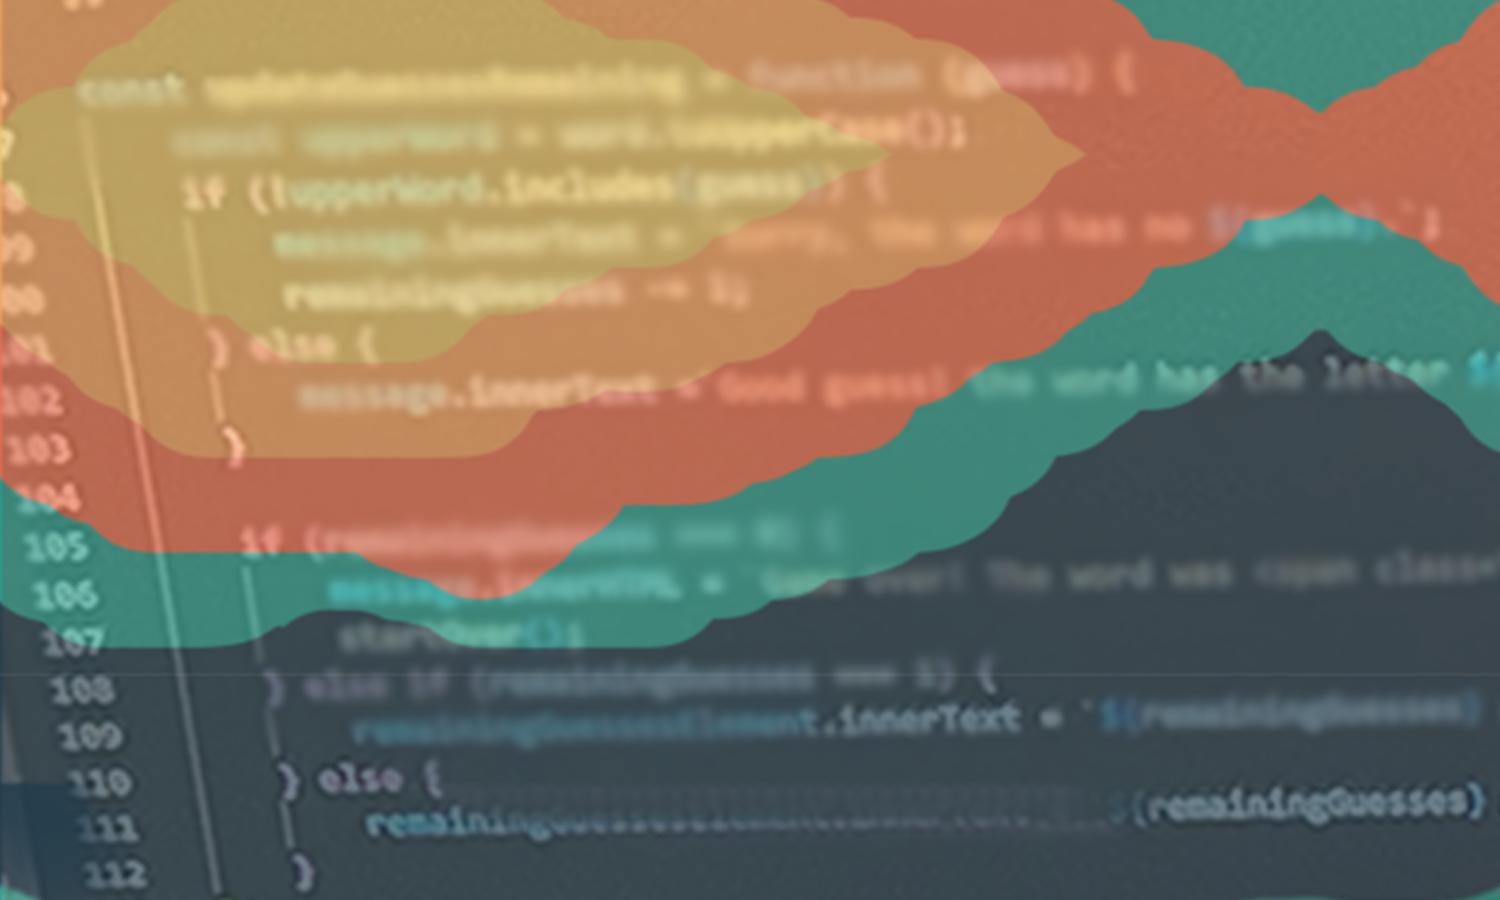 const updateGuessesRemaining = function (guess) {
const upperWord = word.toUpperCase();
if (!upperWord.includes(guess)) {
message.innerText = `Sorry, the word has no ${guess}.`;
remainingGuesses -= 1;
} else {
102 message.innerText = `Good guess! The word has the letter ${
103 }
104
105 if (remainingGuesses === 0) {
106 message.innerHTML = `Game over! The word was <span class="
107 startOver();
108 } else if (remainingGuesses === 1) {
109 remainingGuessesElement.innerText = `${remainingGuesses}
110 } else {
111 ${remainingGuesses}
112 }